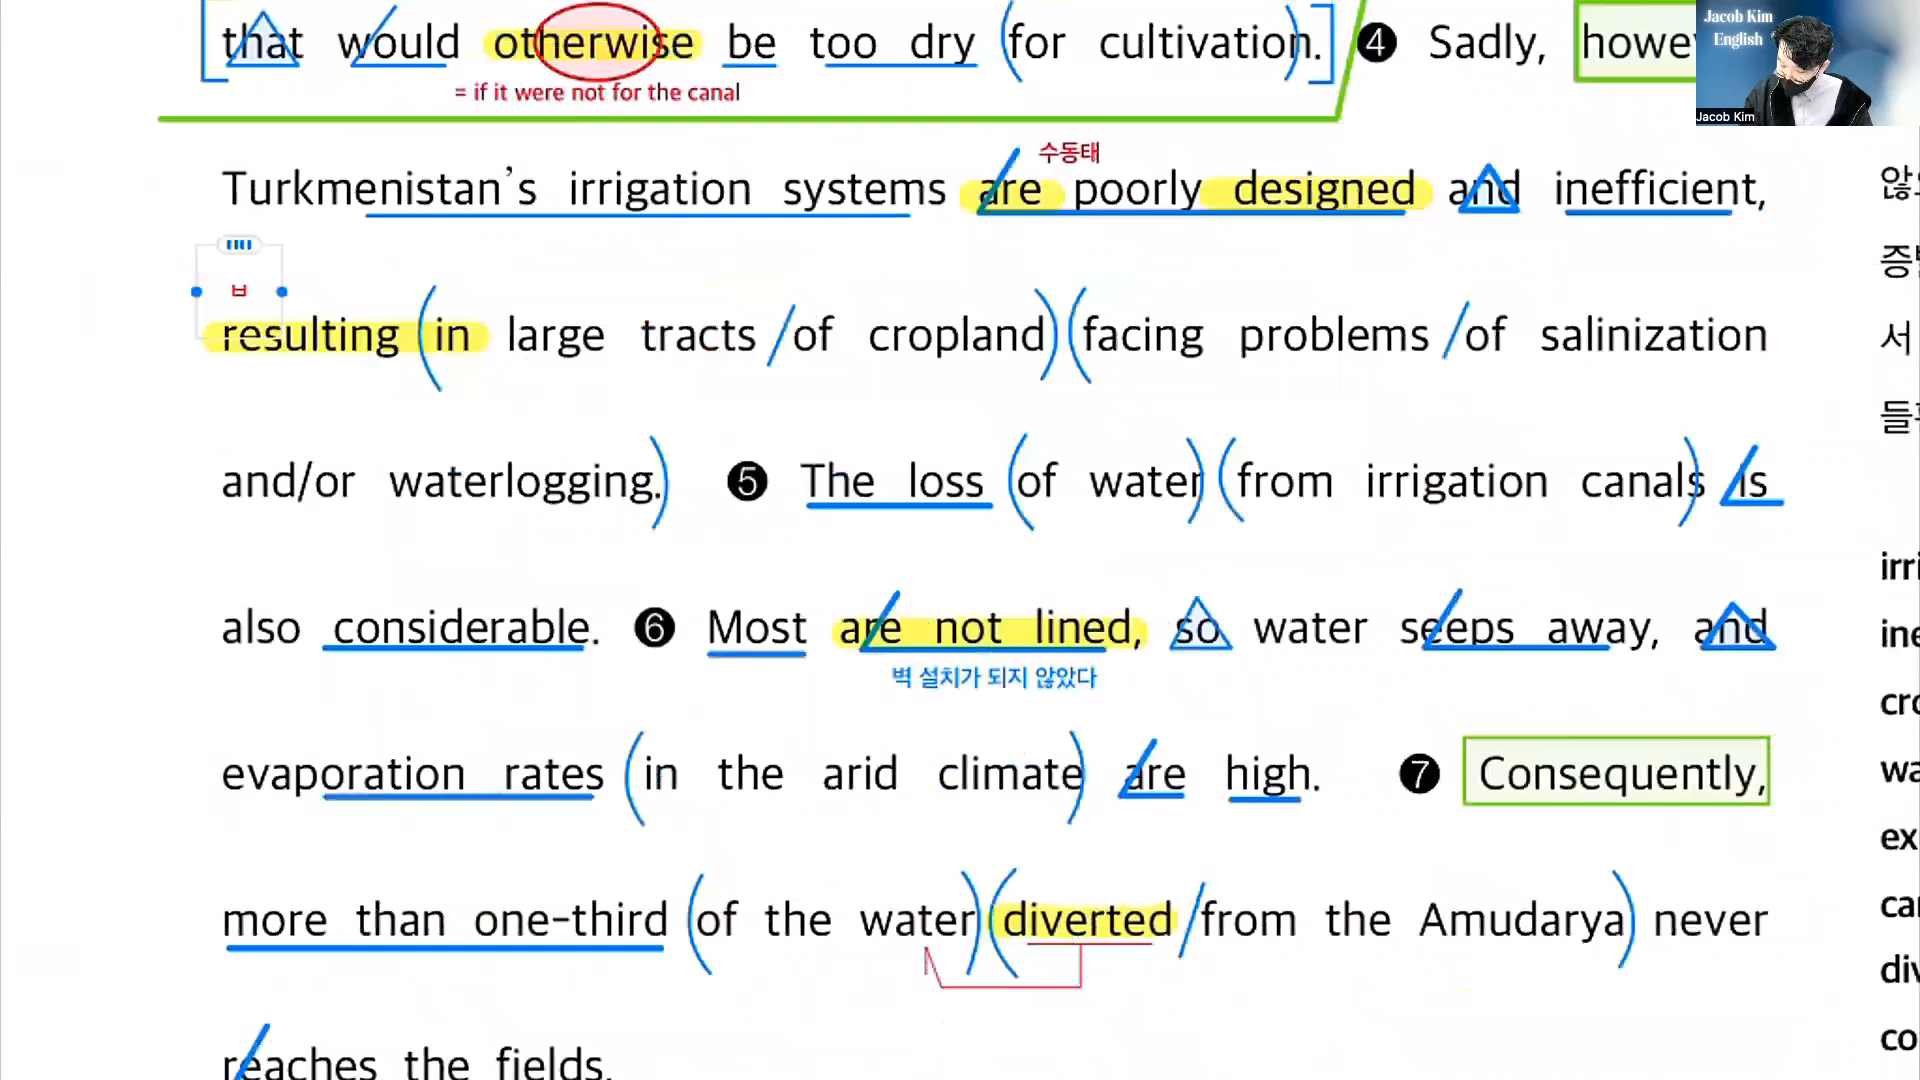 that would otherwise be too dry for cultivation. ❹ Sadly,
= if it were not for the canal
Jacob Kim
English
Jacob Kim
수동태
Turkmenistan's irrigation systems are poorly designed and inefficient,
ㅂ
resulting in large tracts of cropland facing problems of salinization
서
and/or waterlogging. ❺ The loss of water from irrigation canals is
also considerable. ❻ Most are not lined, so water seeps away, and
벽 설치가 되지 않았다
evaporation rates in the arid climate are high. ❼ Consequently,
more than one-third of the water diverted from the Amudarya never
reaches the fields.